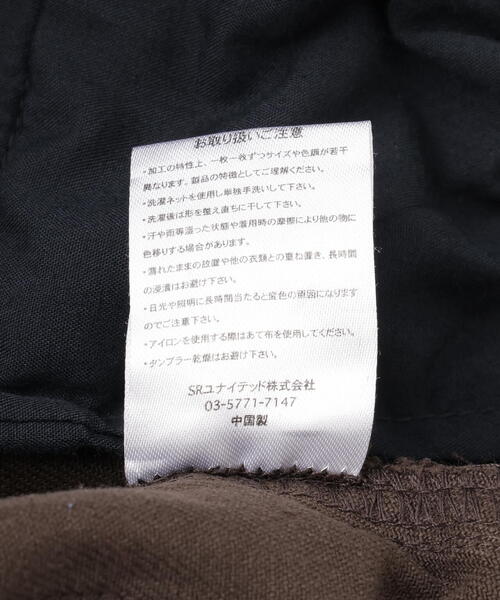 お取り扱いご注意
・加工の特性上、一枚一枚ずつサイズや色調が若干
異なります。製品の特徴としてご理解ください。
・洗濯ネットを使用し単独手洗いして下さい。
・洗濯後は形を整え直ちに干して下さい。
・汗や雨等湿った状態や着用時の摩擦により他の物に
色移りする場合があります。
・濡れたままの放置や他の衣類との重ね置き、長時間
の浸漬はお避け下さい。
・日光や照明に長時間当たると変色の原因になります
のでご注意下さい。
・アイロンを使用する際はあて布を使用してください。
・タンブラー乾燥はお避け下さい。
SRユナイテッド株式会社
03-5771-7147
中国製